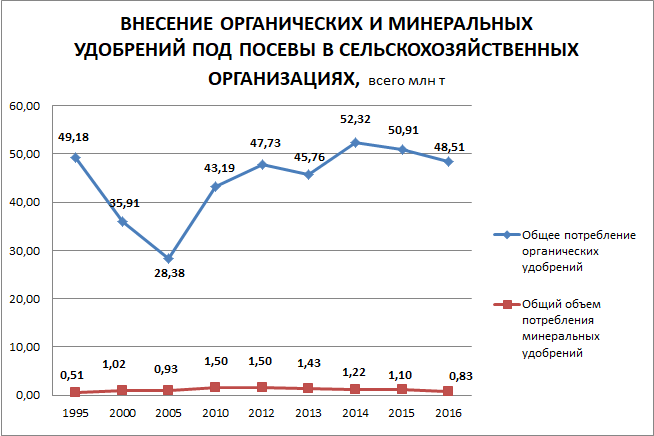 ВНЕСЕНИЕ ОРГАНИЧЕСКИХ И МИНЕРАЛЬНЫХ
УДОБРЕНИЙ ПОД ПОСЕВЫ В СЕЛЬСКОХОЗЯЙСТВЕННЫХ
ОРГАНИЗАЦИЯХ, всего млн т
60,00
50,00
40,00
30,00
20,00
10,00
0,00
49,18
35,91
28,38
43,19
47,73
45,76
52,32
50,91
48,51
0,51
1,02
0,93
1,50
1,50
1,43
1,22
1,10
0,83
1995 2000 2005 2010 2012 2013 2014 2015 2016
Общее потребление
органических
удобрений
Общий объем
потребления
минеральных
удобрений